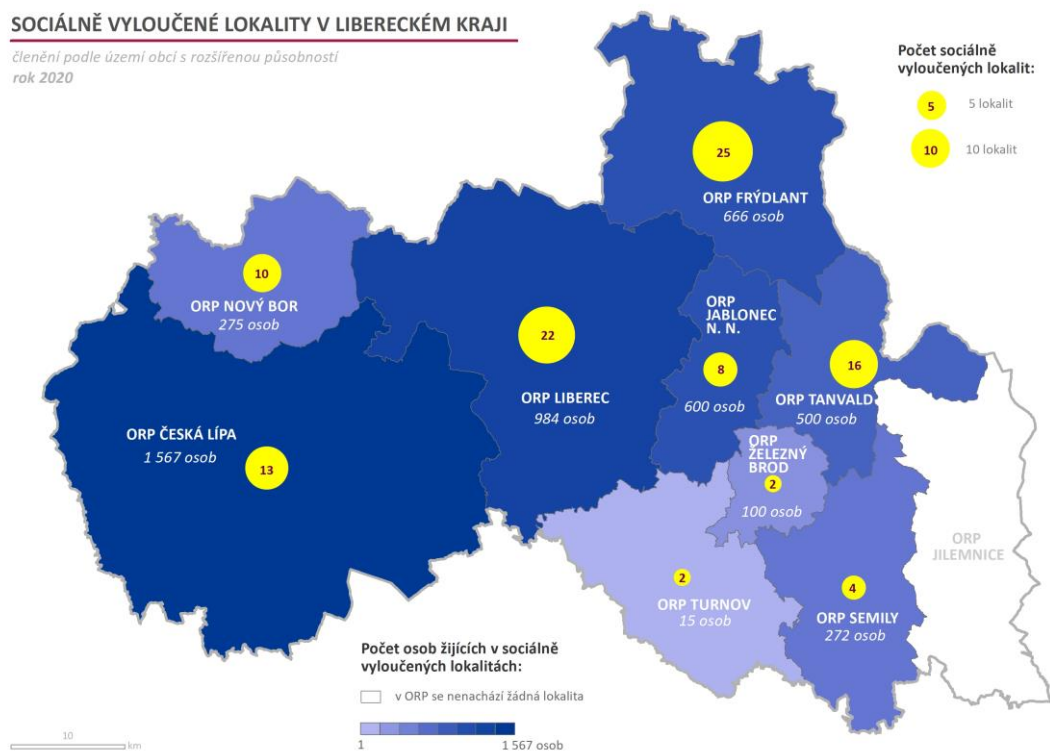 SOCIÁLNĚ VYLOUČENÉ LOKALITY V LIBERECKÉM KRAJI
členění podle území obcí s rozšířenou působností
rok 2020
Počet sociálně
vyloučených lokalit:
5
5 lokalit
10
10 lokalit
25
ORP FRÝDLANT
666 osob
10
ORP NOVÝ BOR
275 osob
22
ORP LIBEREC
984 osob
ORP
JABLONEC
N. N.
8
600 osob
16
ORP TANVALD
500 osob
ORP ČESKÁ LÍPA
1 567 osob
13
ORP
ŽELEZNÝ
BROD
2
100 osob
ORP
JILEMNICE
2
ORP TURNOV
15 osob
4
ORP SEMILY
272 osob
Počet osob žijících v sociálně
vyloučených lokalitách:
v ORP se nenachází žádná lokalita
1
1 567 osob
10
km